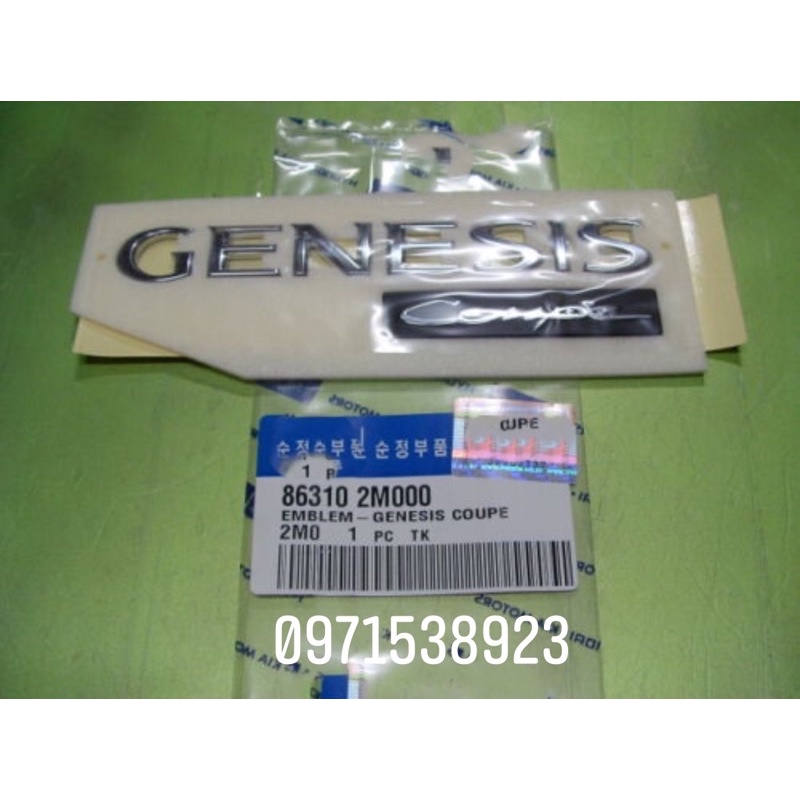 GENESIS
Coupe
순정부품 순정부품
1 P
86310 2M000
EMBLEM - GENESIS COUPE
2M0 1 PC TK
0971538923